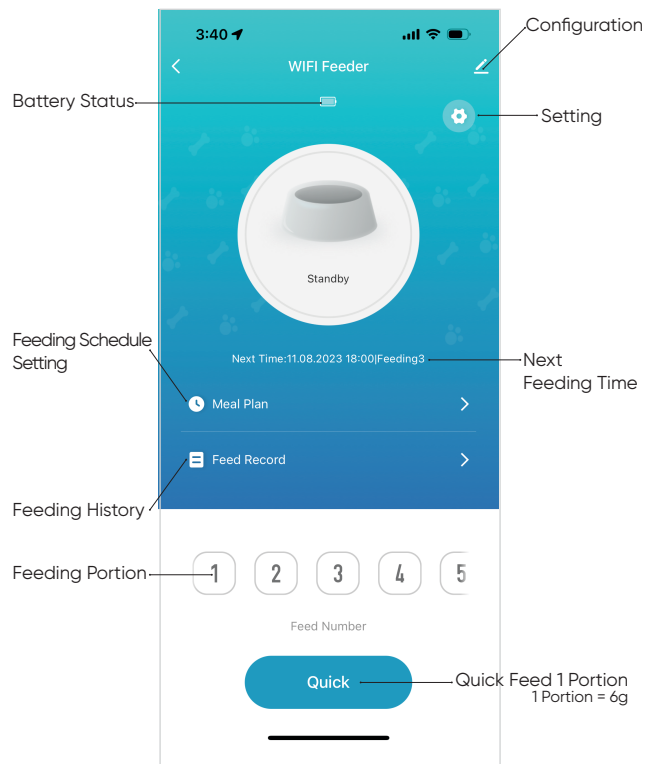 3:40
Configuration
WIFI Feeder
Battery Status
Setting
Standby
Feeding Schedule
Setting
Next Time:11.08.2023 18:00|Feeding3
Next
Feeding Time
Meal Plan
Feed Record
Feeding History
Feeding Portion
1 2 3 4 5
Feed Number
Quick
Quick Feed 1 Portion
1 Portion = 6g